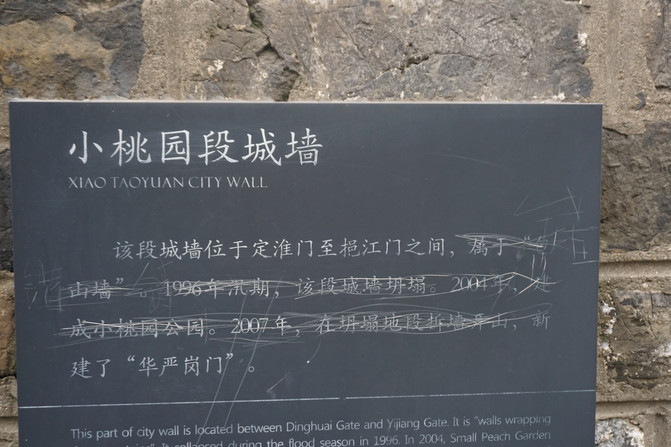 小桃园段城墙
XIAO TAOYUAN CITY WALL
该段城墙位于定淮门至挹江门之间，属于“
山墙”。1996年汛期，该段城墙坍塌。2004年，建
成小桃园公园。2007年，在坍塌地段拆墙弃山，新
建了“华严岗门”。
This part of city wall is located between Dinghuai Gate and Yijiang Gate. It is “walls wrapping
It collapsed during the flood season in 1996. In 2004, Small Peach Garden